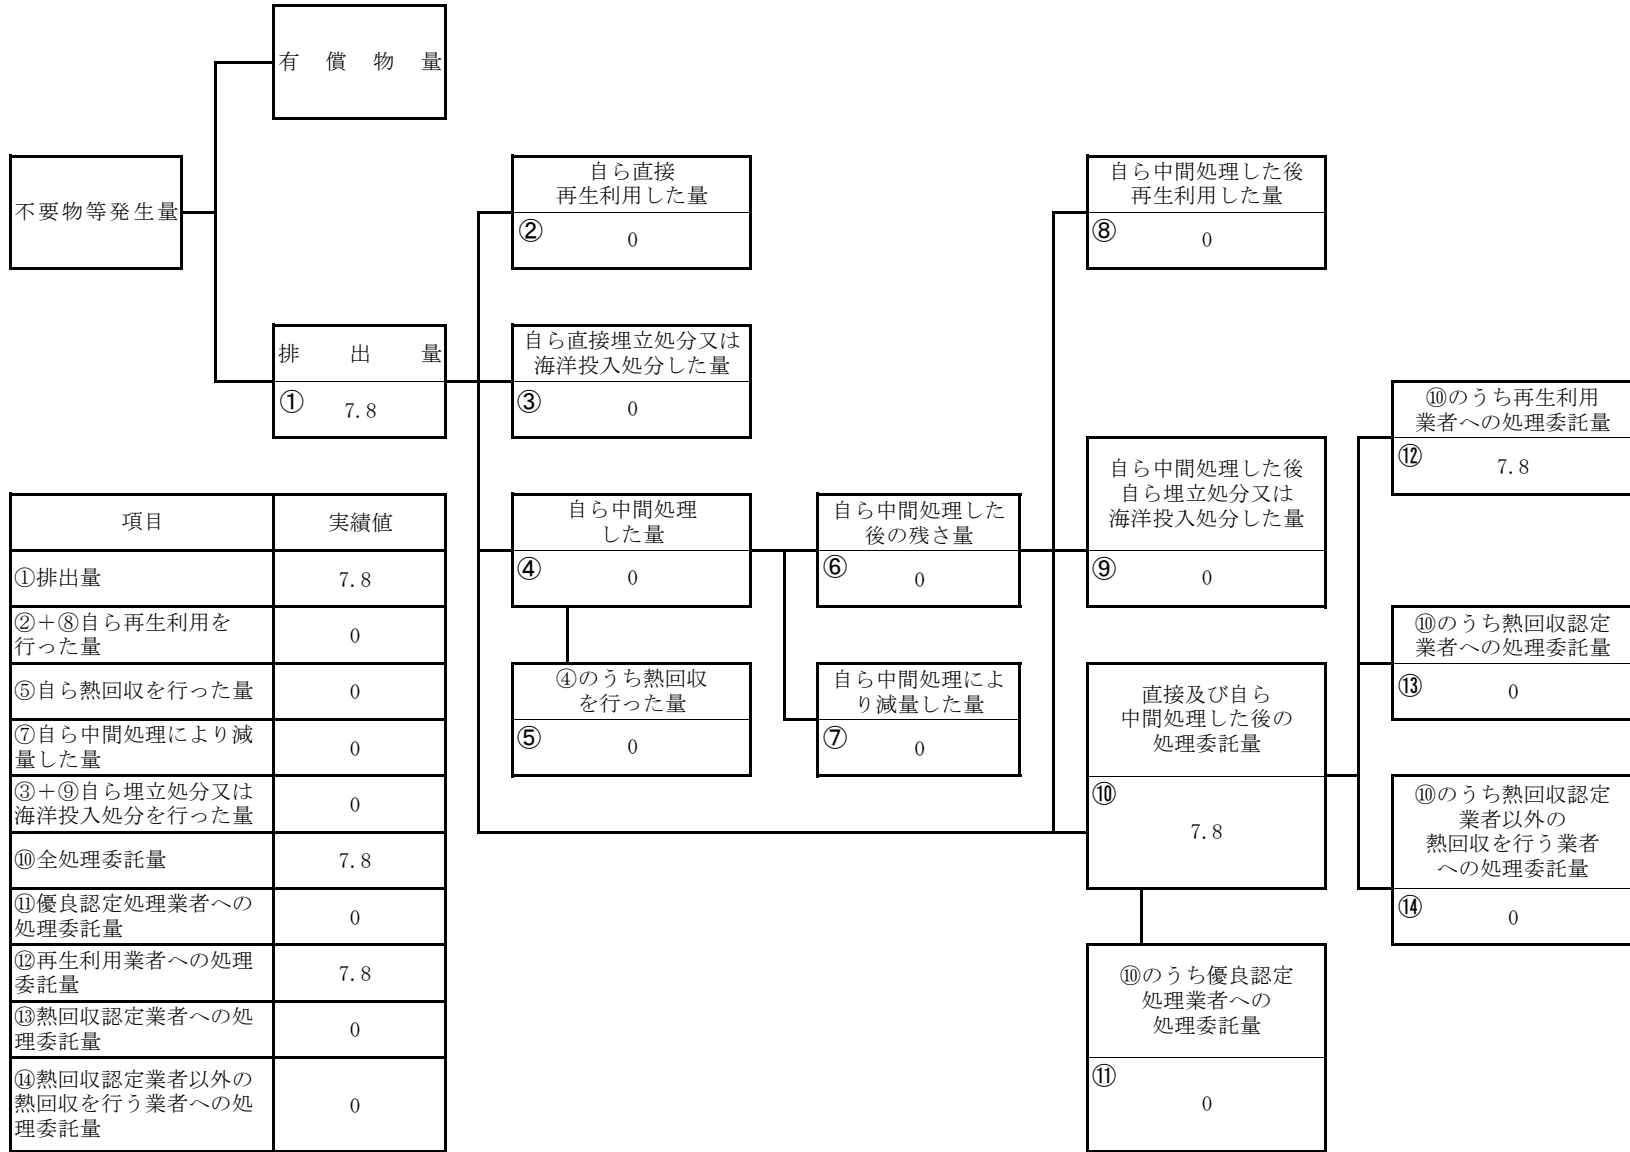 有償物量
不要物等発生量
排出量
①
7.8
自ら直接
再生利用した量
②
0
自ら直接埋立処分又は
海洋投入処分した量
③
0
自ら中間処理
した量
④
0
④のうち熱回収
を行った量
⑤
0
自ら中間処理した
後の残さ量
⑥
0
自ら中間処理によ
り減量した量
⑦
0
自ら中間処理した後
再生利用した量
⑧
0
自ら中間処理した後
自ら埋立処分又は
海洋投入処分した量
⑨
0
直接及び自ら
中間処理した後の
処理委託量
⑩
7.8
⑩のうち優良認定
処理業者への
処理委託量
⑪
0
⑩のうち再生利用
業者への処理委託量
⑫
7.8
⑩のうち熱回収認定
業者への処理委託量
⑬
0
⑩のうち熱回収認定
業者以外の
熱回収を行う業者
への処理委託量
⑭
0
項目 実績値
①排出量 7.8
②＋⑧自ら再生利用を
行った量 0
⑤自ら熱回収を行った量 0
⑦自ら中間処理により減
量した量 0
③＋⑨自ら埋立処分又は
海洋投入処分を行った量 0
⑩全処理委託量 7.8
⑪優良認定処理業者への
処理委託量 0
⑫再生利用業者への処理
委託量 7.8
⑬熱回収認定業者への処
理委託量 0
⑭熱回収認定業者以外の
熱回収を行う業者への処
理委託量 0